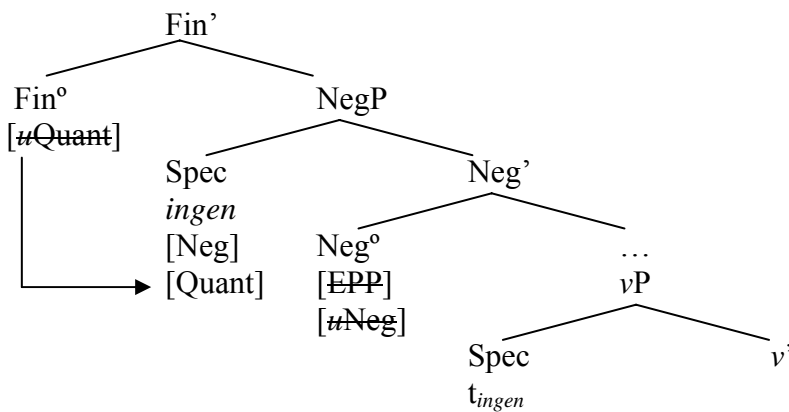 Fin’
Finº NegP
[uQuant]
Spec Neg’
ingen
[Neg] Negº …
[Quant] [EPP] vP
[uNeg]
Spec v’
tingen